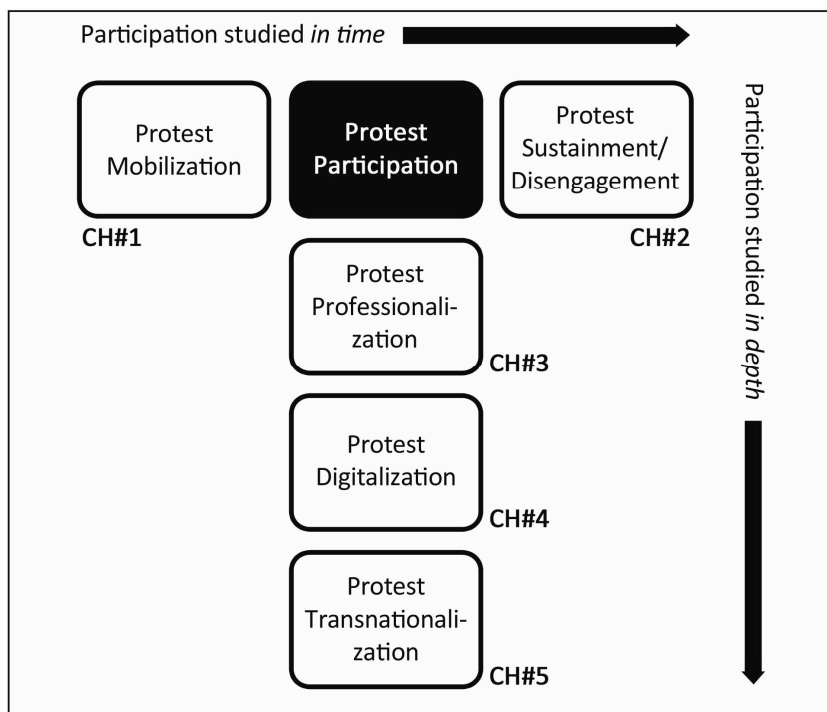 Participation studied in time
Protest
Mobilization
CH#1
Protest
Participation
Protest
Sustainment/
Disengagement
CH#2
Protest
Professionali-
zation
CH#3
Protest
Digitalization
CH#4
Protest
Transnationali-
zation
CH#5
Participation studied in depth